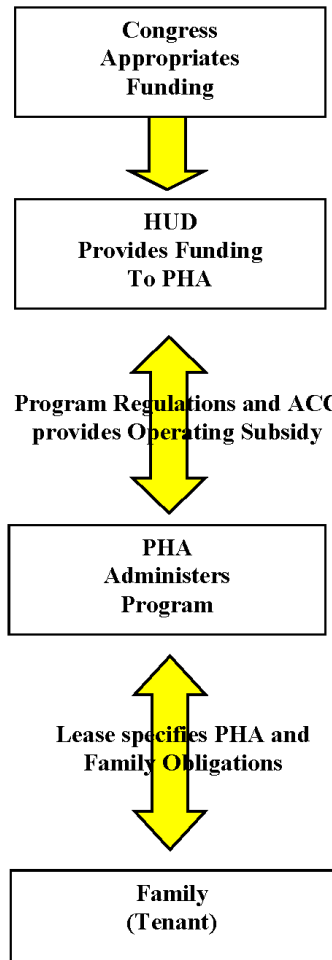 Congress
Appropriates
Funding
HUD
Provides Funding
To PHA
Program Regulations and ACC
provides Operating Subsidy
PHA
Administers
Program
Lease specifies PHA and
Family Obligations
Family
(Tenant)